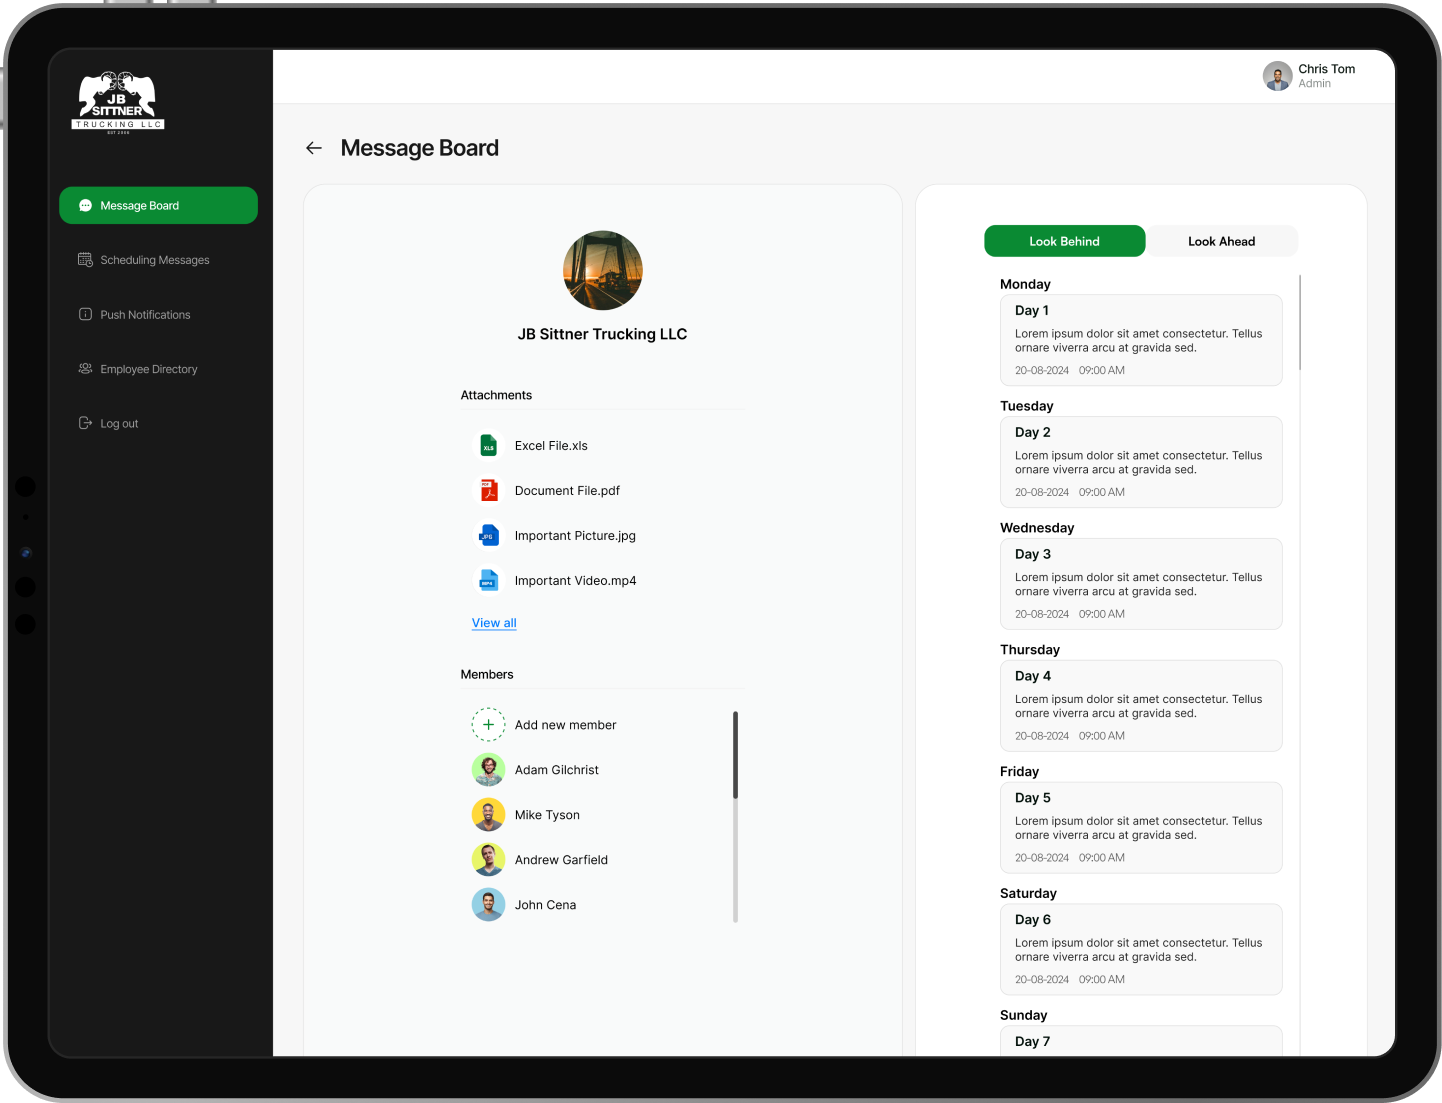 JB
SITTNER
TRUCKING LLC
Chris Tom
Admin
Message Board
Message Board
Scheduling Messages
Push Notifications
Employee Directory
Log out
JB Sittner Trucking LLC
Attachments
XLS
Excel File.xls
PDF
Document File.pdf
JPG
Important Picture.jpg
MP4
Important Video.mp4
View all
Members
Add new member
Adam Gilchrist
Mike Tyson
Andrew Garfield
John Cena
Look Behind
Look Ahead
Monday
Day 1
Lorem ipsum dolor sit amet consectetur. Tellus
ornare viverra arcu at gravida sed.
20-08-2024 09:00 AM
Tuesday
Day 2
Lorem ipsum dolor sit amet consectetur. Tellus
ornare viverra arcu at gravida sed.
20-08-2024 09:00 AM
Wednesday
Day 3
Lorem ipsum dolor sit amet consectetur. Tellus
ornare viverra arcu at gravida sed.
20-08-2024 09:00 AM
Thursday
Day 4
Lorem ipsum dolor sit amet consectetur. Tellus
ornare viverra arcu at gravida sed.
20-08-2024 09:00 AM
Friday
Day 5
Lorem ipsum dolor sit amet consectetur. Tellus
ornare viverra arcu at gravida sed.
20-08-2024 09:00 AM
Saturday
Day 6
Lorem ipsum dolor sit amet consectetur. Tellus
ornare viverra arcu at gravida sed.
20-08-2024 09:00 AM
Sunday
Day 7